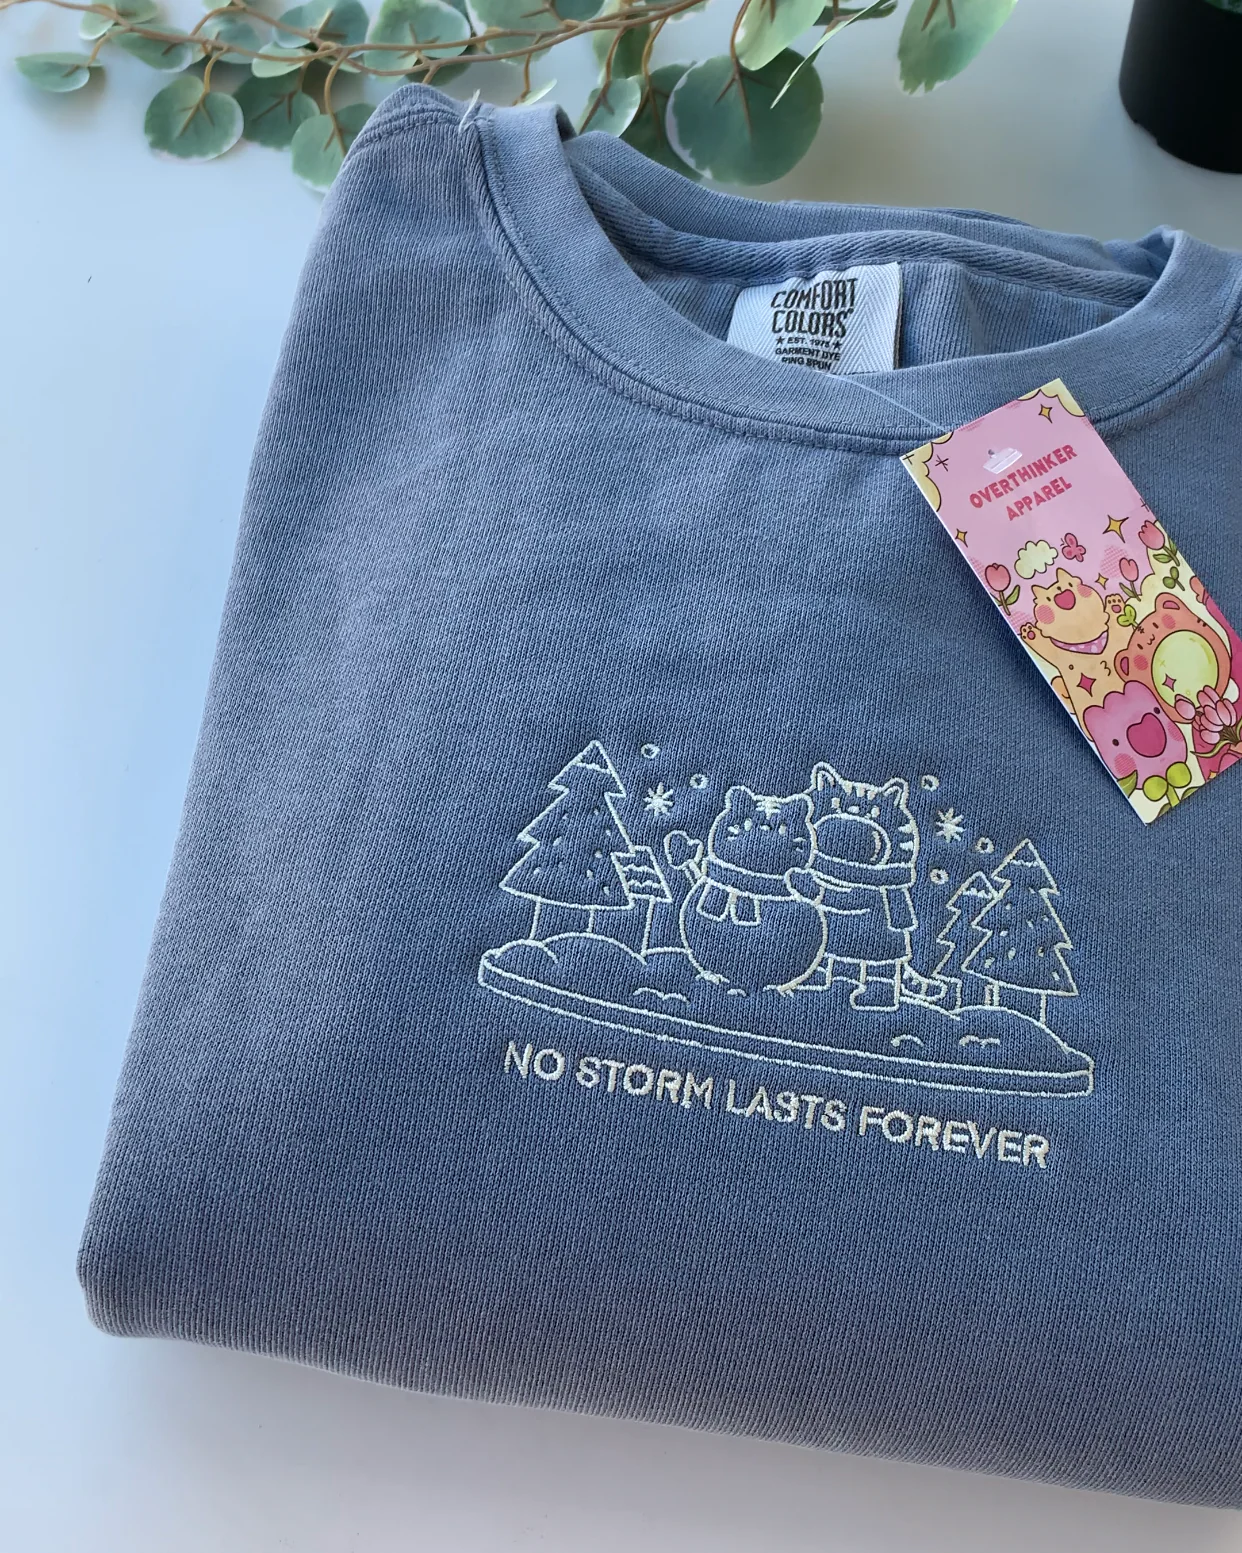 COMFORT
COLORS
★ EST. 1975 ★
GARMENT DYE
RING SPUN
OVERTHINKER
APPAREL
NO STORM LASTS FOREVER